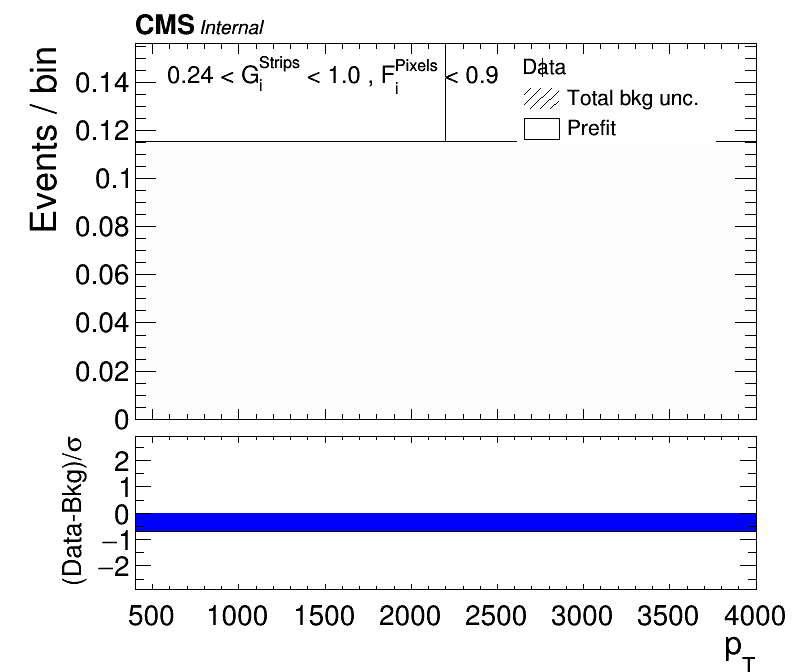 CMS Internal
Events / bin
0.24 < G_i^Strips < 1.0 , F_i^Pixels < 0.9
Data
Total bkg unc.
Prefit
0.14
0.12
0.1
0.08
0.06
0.04
0.02
0
(Data-Bkg)/σ
2
1
0
−1
−2
500 1000 1500 2000 2500 3000 3500 4000
p_T